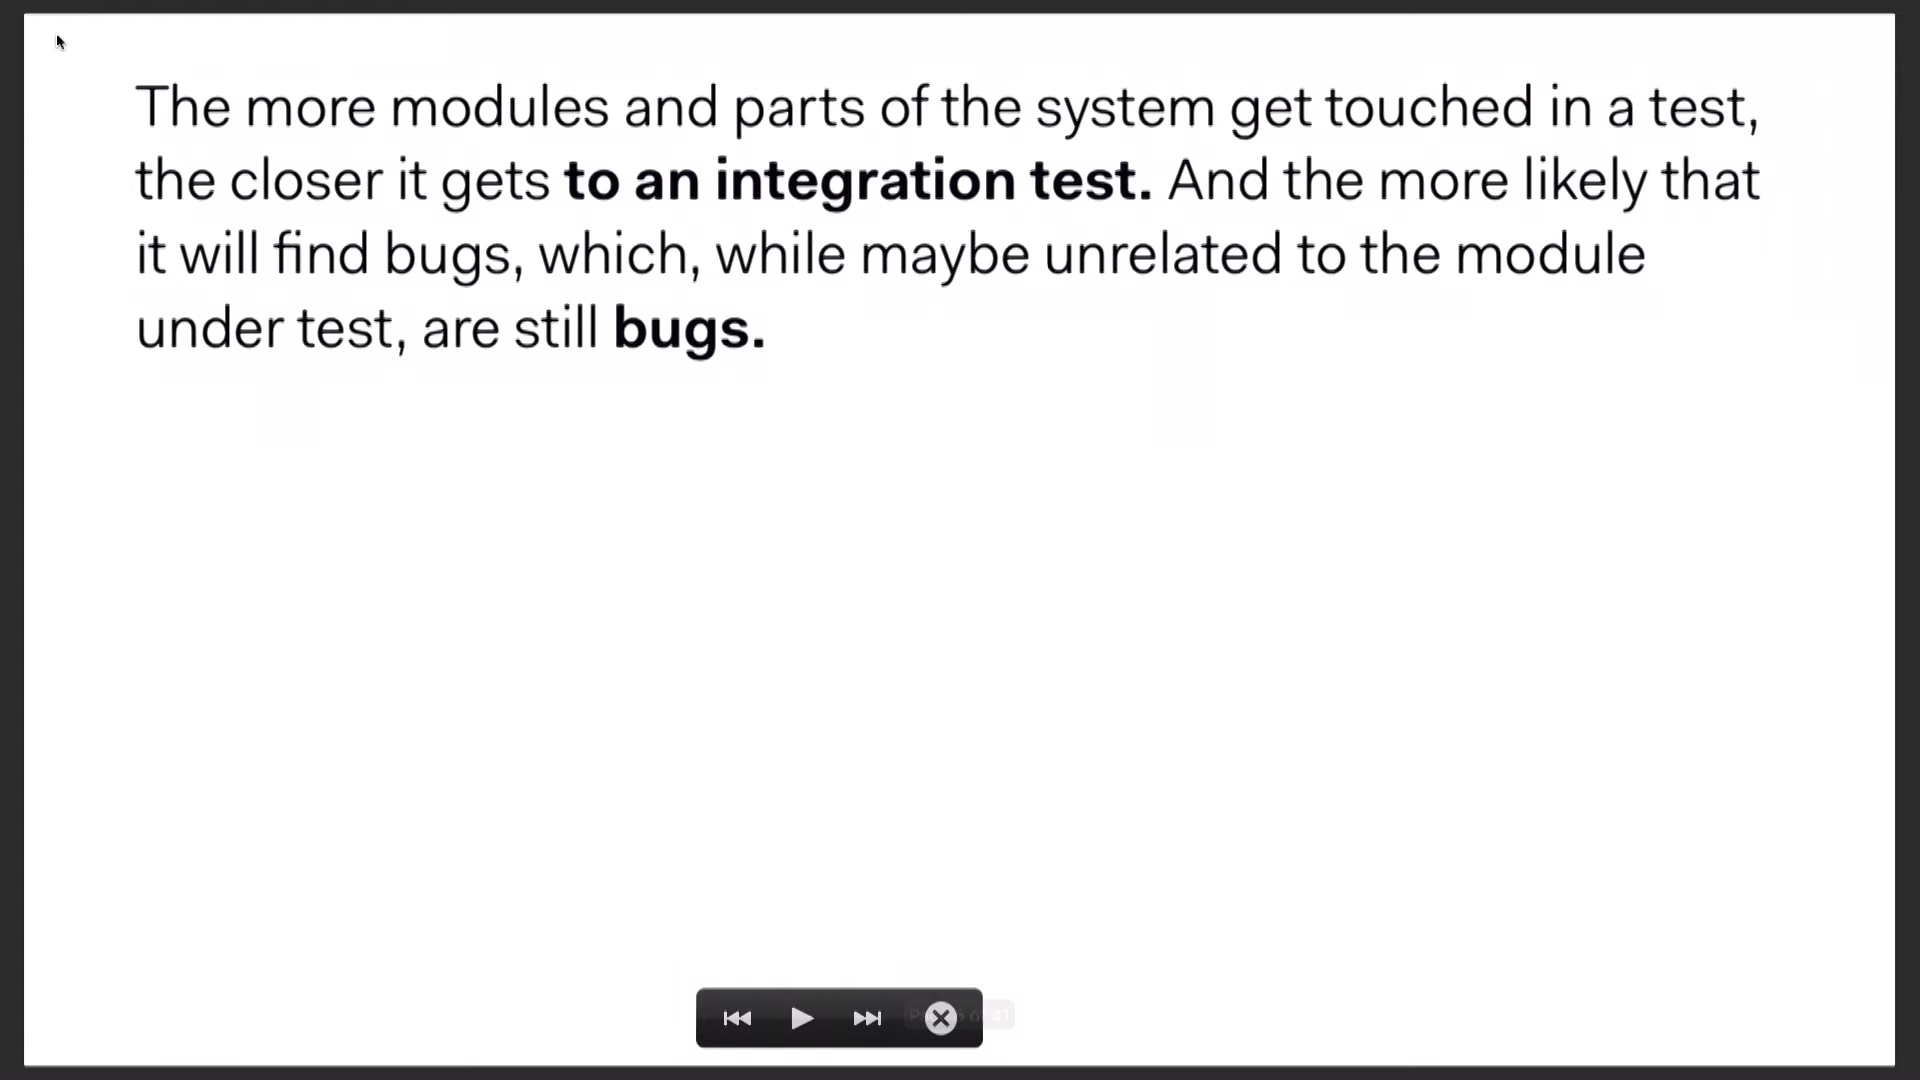 The more modules and parts of the system get touched in a test,
the closer it gets to an integration test. And the more likely that
it will find bugs, which, while maybe unrelated to the module
under test, are still bugs.